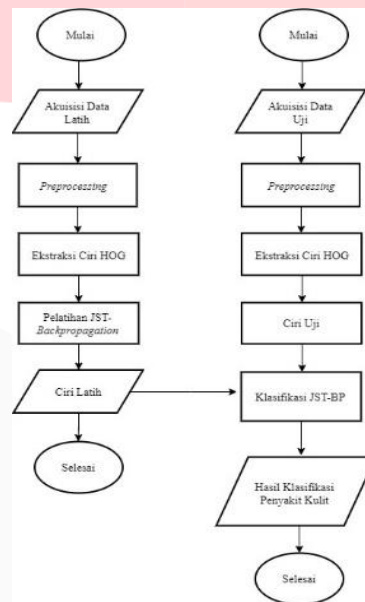 Mulai
Akuisisi Data
Latih
Preprocessing
Ekstraksi Ciri HOG
Pelatihan JST-
Backpropagation
Ciri Latih
Selesai
Mulai
Akuisisi Data
Uji
Preprocessing
Ekstraksi Ciri HOG
Ciri Uji
Klasifikasi JST-BP
Hasil Klasifikasi
Penyakit Kulit
Selesai